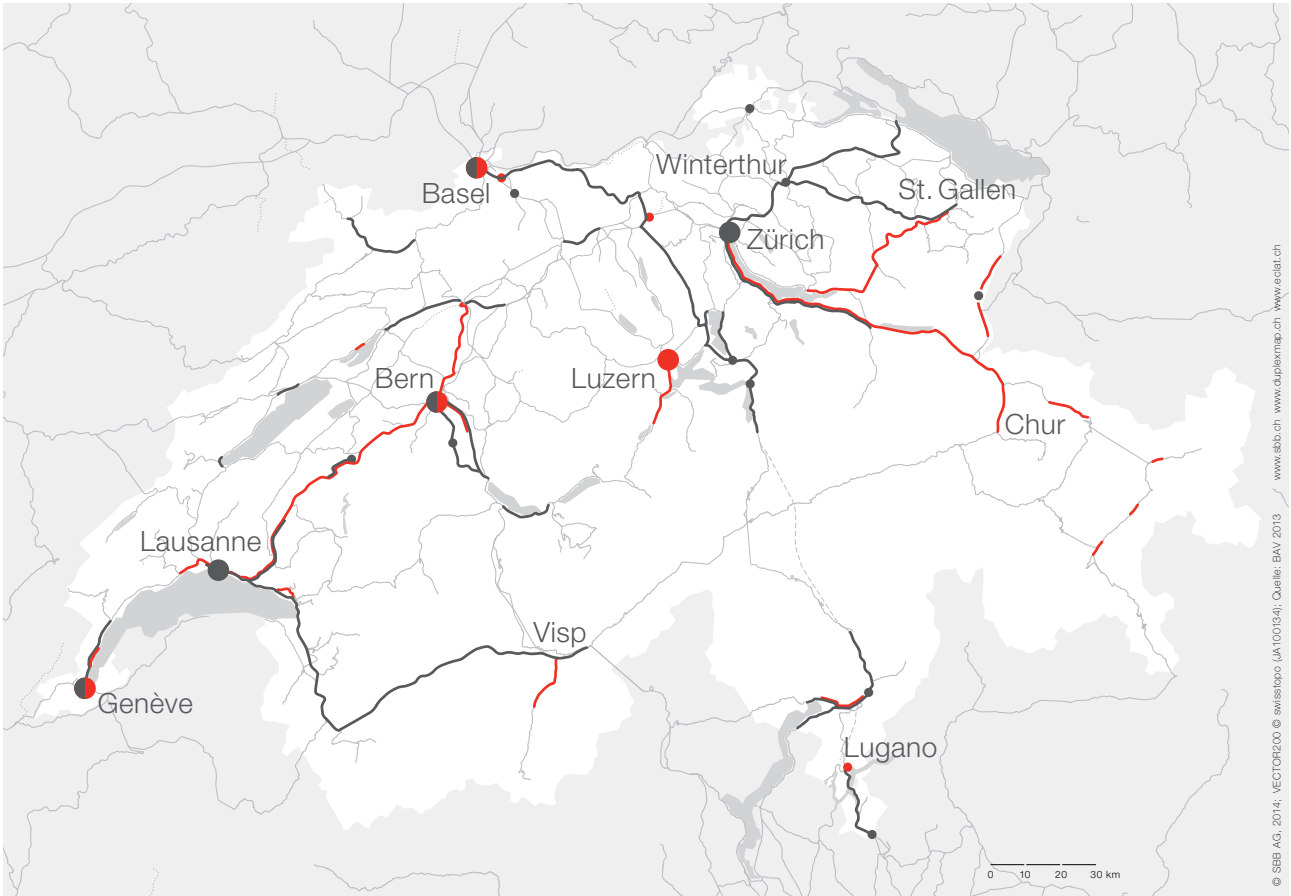 Winterthur
Basel
St. Gallen
Zürich
Bern
Luzern
Chur
Lausanne
Visp
Genève
Lugano
0 10 20 30 km
© SBB AG, 2014; VECTOR200 © swisstopo (JA100134); Quelle: BAV 2013 www.sbb.ch www.duplexmap.ch www.eclat.ch